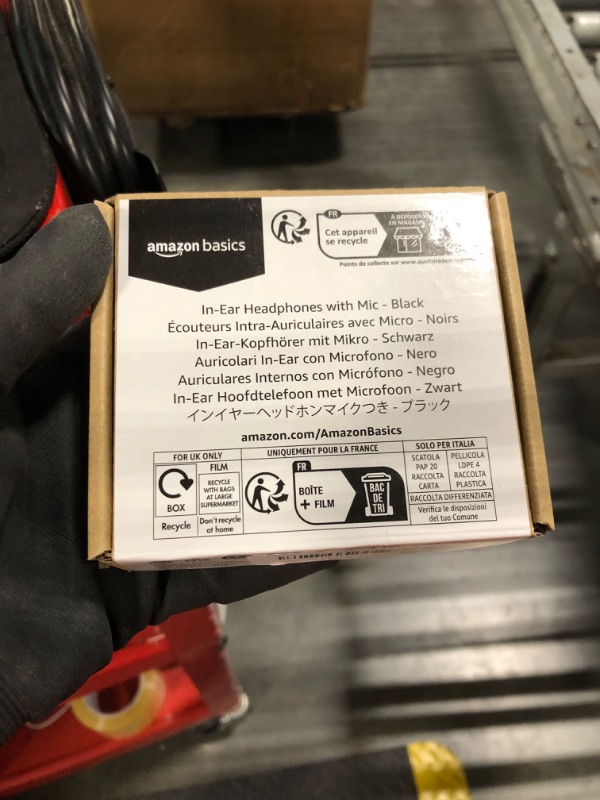 amazon basics
FR
Cet appareil
se recycle
À DÉPOSER
EN MAGASIN
Points de collecte sur
In-Ear Headphones with Mic - Black
Écouteurs Intra-Auriculaires avec Micro - Noirs
In-Ear-Kopfhörer mit Mikro - Schwarz
Auricolari In-Ear con Microfono - Nero
Auriculares Internos con Micrófono - Negro
In-Ear Hoofdtelefoon met Microfoon - Zwart
インイヤーヘッドホンマイクつき - ブラック
amazon.com/AmazonBasics
FOR UK ONLY
BOX
Recycle
FILM
RECYCLE
WITH BAGS
AT LARGE
SUPERMARKET
Don't recycle
at home
UNIQUEMENT POUR LA FRANCE
FR
BOÎTE
+ FILM
BAC
DE
TRI
SOLO PER ITALIA
SCATOLA
PAP 20
RACCOLTA
CARTA
PELLICOLA
LDPE 4
RACCOLTA
PLASTICA
RACCOLTA DIFFERENZIATA
Verifica le disposizioni
del tuo Comune